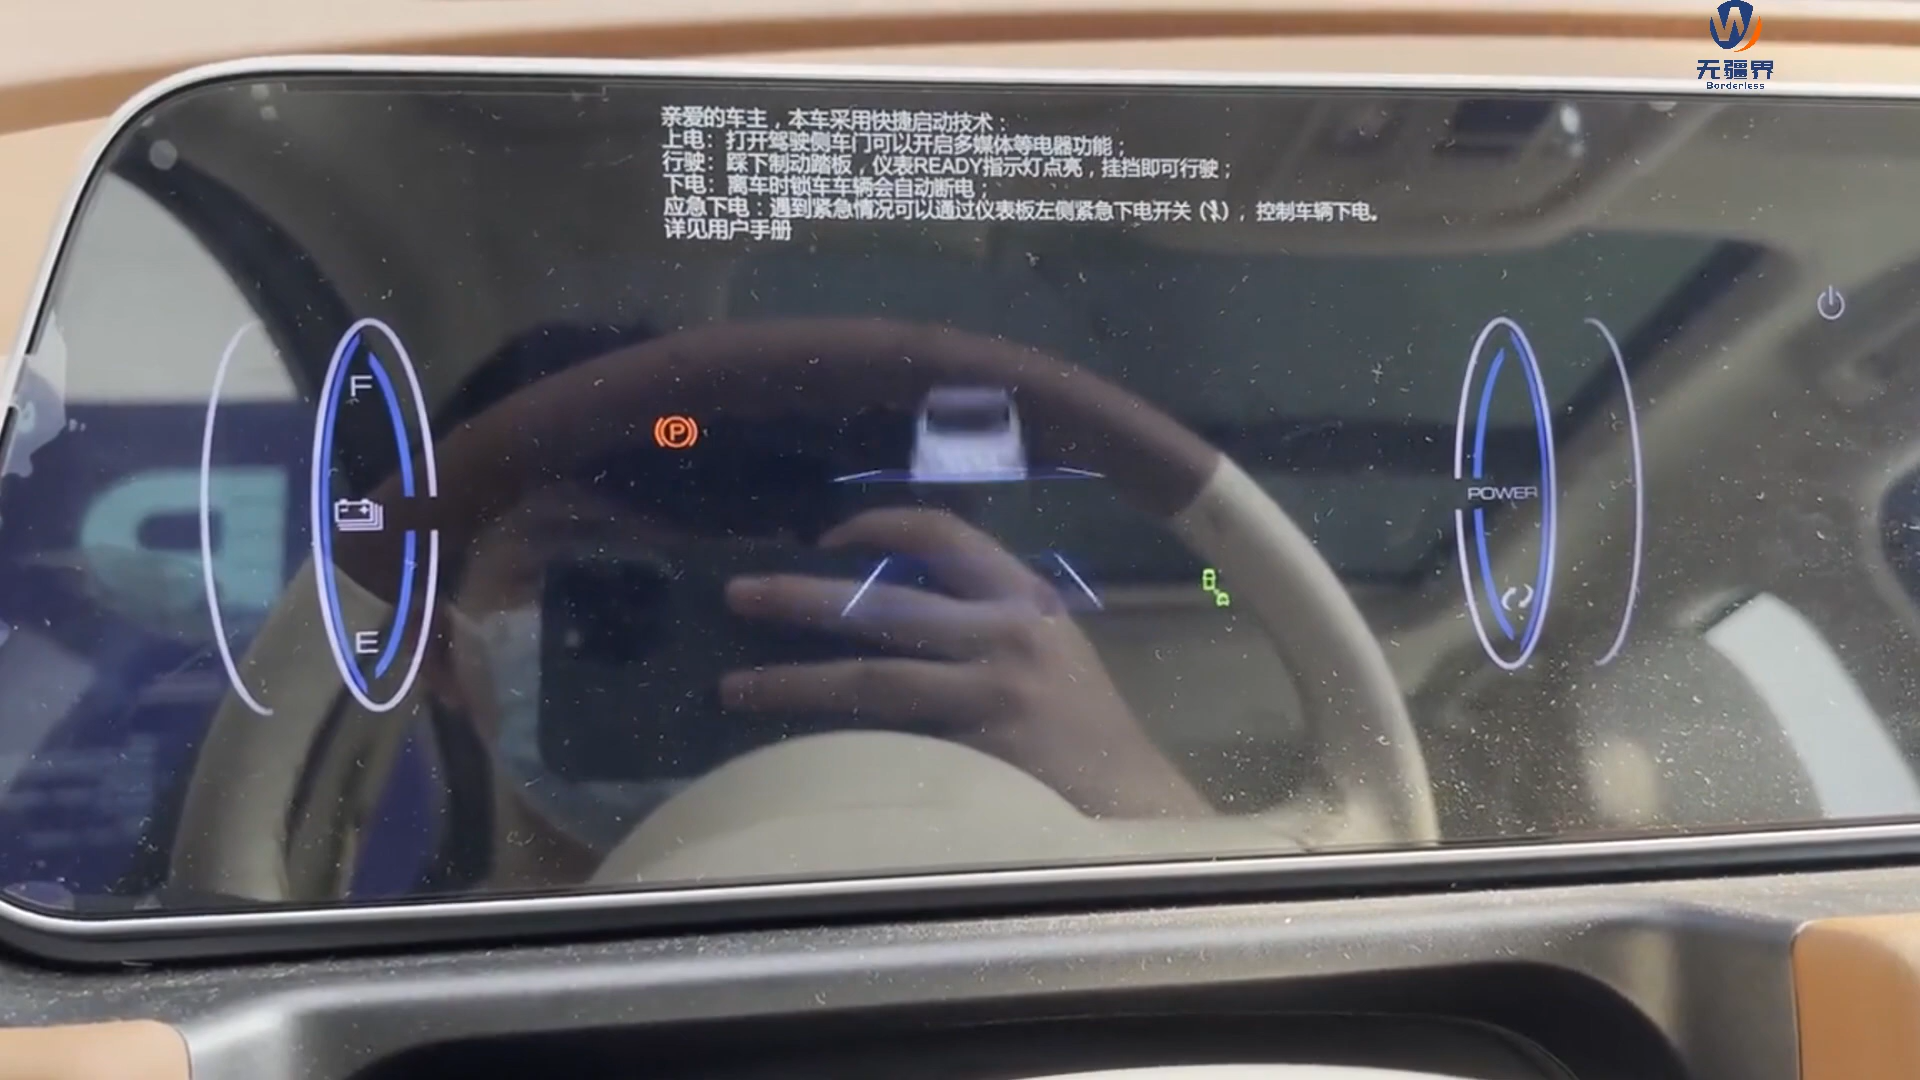 无疆界
Borderless
亲爱的车主，本车采用快捷启动技术：
上电：打开驾驶侧车门可以开启多媒体等电器功能；
行驶：踩下制动踏板，仪表READY指示灯点亮，挂挡即可行驶；
下电：离车时锁车车辆会自动断电；
应急下电：遇到紧急情况可以通过仪表板左侧紧急下电开关（），控制车辆下电。
详见用户手册
F
P
POWER
E